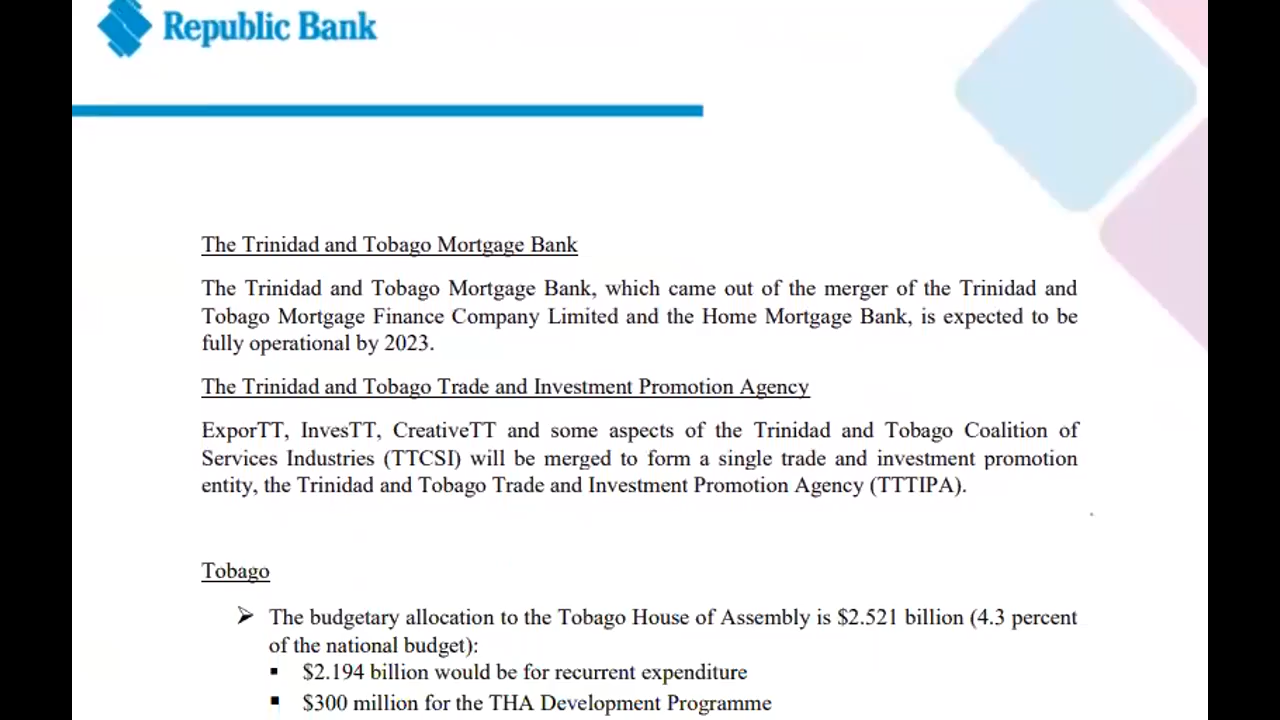 Republic Bank
The Trinidad and Tobago Mortgage Bank
The Trinidad and Tobago Mortgage Bank, which came out of the merger of the Trinidad and
Tobago Mortgage Finance Company Limited and the Home Mortgage Bank, is expected to be
fully operational by 2023.
The Trinidad and Tobago Trade and Investment Promotion Agency
ExporTT, InvesTT, CreativeTT and some aspects of the Trinidad and Tobago Coalition of
Services Industries (TTCSI) will be merged to form a single trade and investment promotion
entity, the Trinidad and Tobago Trade and Investment Promotion Agency (TTTIPA).
Tobago
➢ The budgetary allocation to the Tobago House of Assembly is $2.521 billion (4.3 percent
of the national budget):
▪ $2.194 billion would be for recurrent expenditure
▪ $300 million for the THA Development Programme